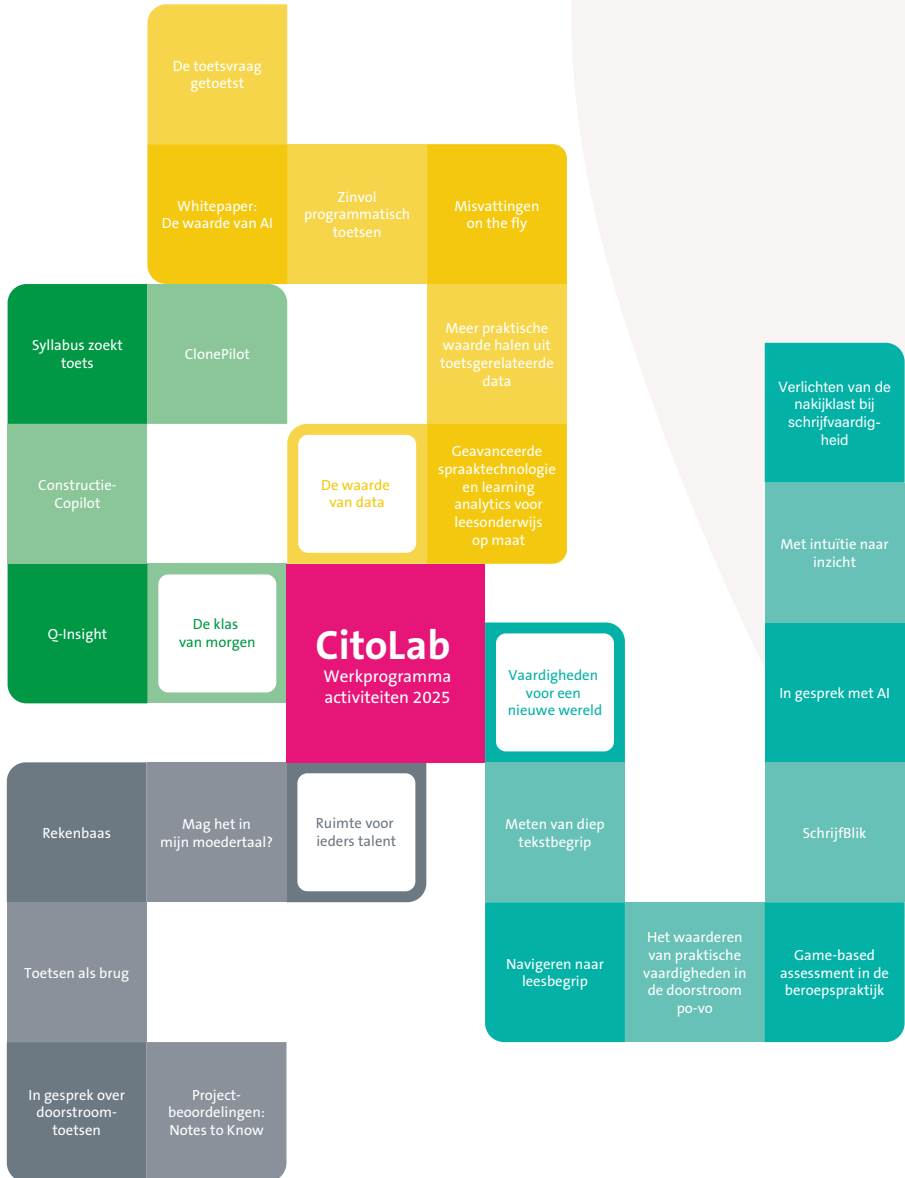 De toetsvraag
getoetst
Whitepaper:
De waarde van AI
Zinvol
programmatisch
toetsen
Misvattingen
on the fly
Meer praktische
waarde halen uit
toetsgerelateerde
data
Geavanceerde
spraaktechnologie
en learning
analytics voor
leesonderwijs
op maat
De waarde
van data
Syllabus zoekt
toets
ClonePilot
Constructie-
Copilot
Q-Insight
De klas
van morgen
CitoLab
Werkprogramma
activiteiten 2025
Vaardigheden
voor een
nieuwe wereld
Meten van diep
tekstbegrip
Navigeren naar
leesbegrip
Het waarderen
van praktische
vaardigheden in
de doorstroom
po-vo
Game-based
assessment in de
beroepspraktijk
SchrijfBlik
In gesprek met AI
Met intuïtie naar
inzicht
Verlichten van de
nakijklast bij
schrijfvaardig-
heid
Ruimte voor
ieders talent
Mag het in
mijn moedertaal?
Rekenbaas
Toetsen als brug
In gesprek over
doorstroom-
toetsen
Project-
beoordelingen:
Notes to Know